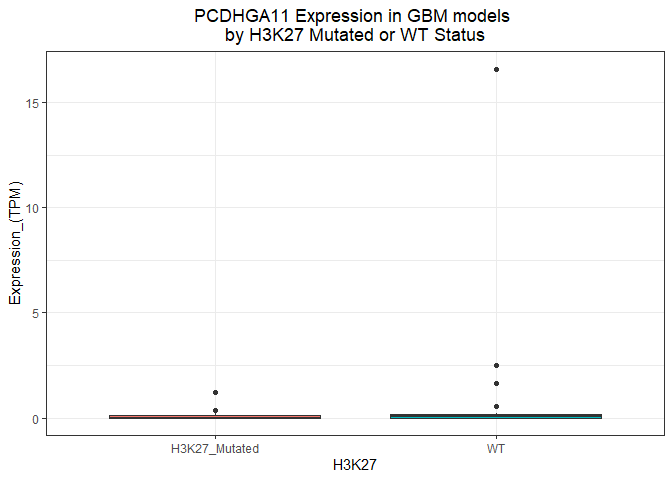 PCDHGA11 Expression in GBM models
by H3K27 Mutated or WT Status
15
10
5
0
Expression_(TPM)
H3K27_Mutated
WT
H3K27